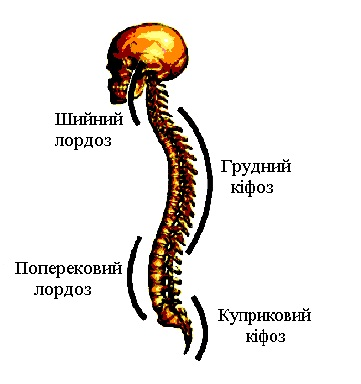 Шийний
лордоз
Грудний
кіфоз
Поперековий
лордоз
Куприковий
кіфоз